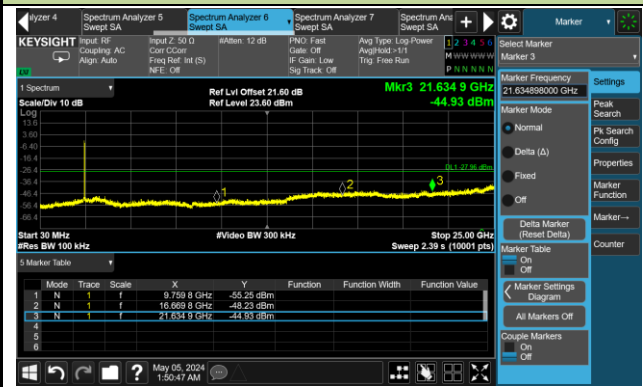 lyzer 4
Spectrum Analyzer 5
Swept SA
Spectrum Analyzer 6
Swept SA
Spectrum Analyzer 7
Swept SA
Spectrum Ana
Swept SA
Marker
KEYSIGHT
Input: RF
Coupling: AC
Align: Auto
Input Z: 50 Ω
Corr CCorr
Freq Ref: Int (S)
NFE: Off
#Atten: 12 dB
PNO: Fast
Gate: Off
IF Gain: Low
Sig Track: Off
Avg Type: Log-Power
Avg|Hold:>1/1
Trig: Free Run
1 2 3 4 5 6
M W W W W W
P N N N N N
Select Marker
Marker 3
1 Spectrum
Scale/Div 10 dB
Ref Lvl Offset 21.60 dB
Ref Level 23.60 dBm
Mkr3 21.634 9 GHz
-44.93 dBm
Log
13.6
3.60
-6.40
-16.4
-26.4
-36.4
-46.4
-56.4
-66.4
DL1 -27.96 dBm
1
2
3
Start 30 MHz
#Video BW 300 kHz
Stop 25.00 GHz
#Res BW 100 kHz
Sweep 2.39 s (10001 pts)
5 Marker Table
Mode Trace Scale X Y Function Function Width Function Value
1 N 1 f 9.759 8 GHz -55.25 dBm
2 N 1 f 16.669 8 GHz -48.23 dBm
3 N 1 f 21.634 9 GHz -44.93 dBm
4
5
6
Marker Frequency
21.634898000 GHz
Marker Mode
Normal
Delta (Δ)
Fixed
Off
Delta Marker
(Reset Delta)
Marker Table
On
Off
Marker Settings
Diagram
All Markers Off
Couple Markers
On
Off
Settings
Peak
Search
Pk Search
Config
Properties
Marker
Function
Marker→
Counter
?
May 05, 2024
1:50:47 AM